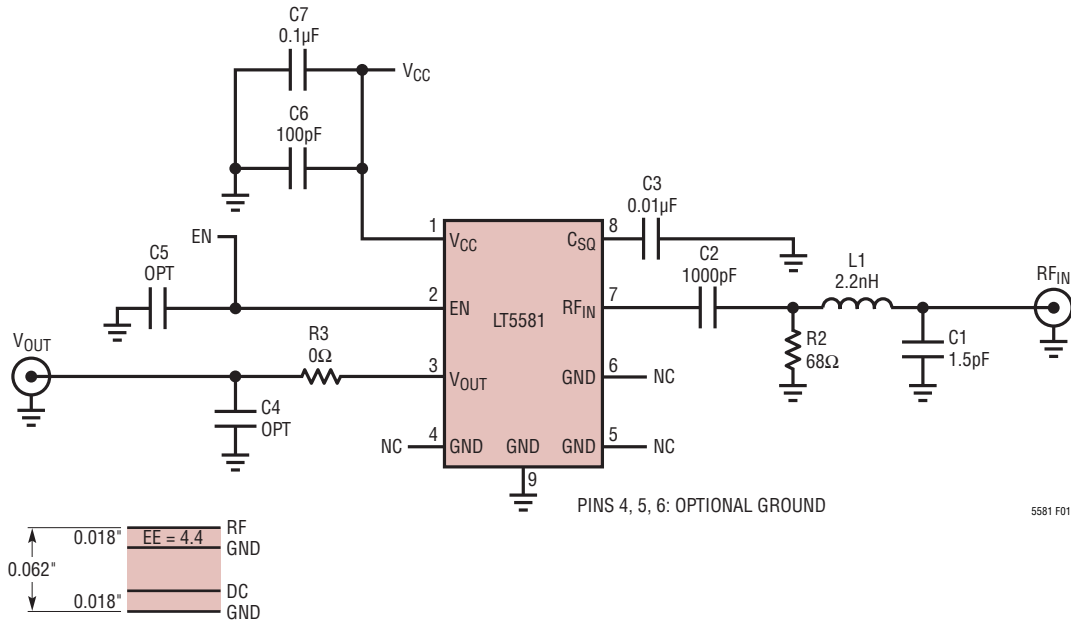 C7
0.1µF
VCC
C6
100pF
C3
0.01µF
1
VCC
CSQ
8
EN
C5
OPT
C2
1000pF
L1
2.2nH
RFIN
2
EN
LT5581
RFIN
7
R2
68Ω
C1
1.5pF
VOUT
R3
0Ω
3
VOUT
GND
6
NC
C4
OPT
NC
4
GND
GND
GND
5
NC
9
PINS 4, 5, 6: OPTIONAL GROUND
5581 F01
0.018"
EE = 4.4
RF
GND
0.062"
0.018"
DC
GND